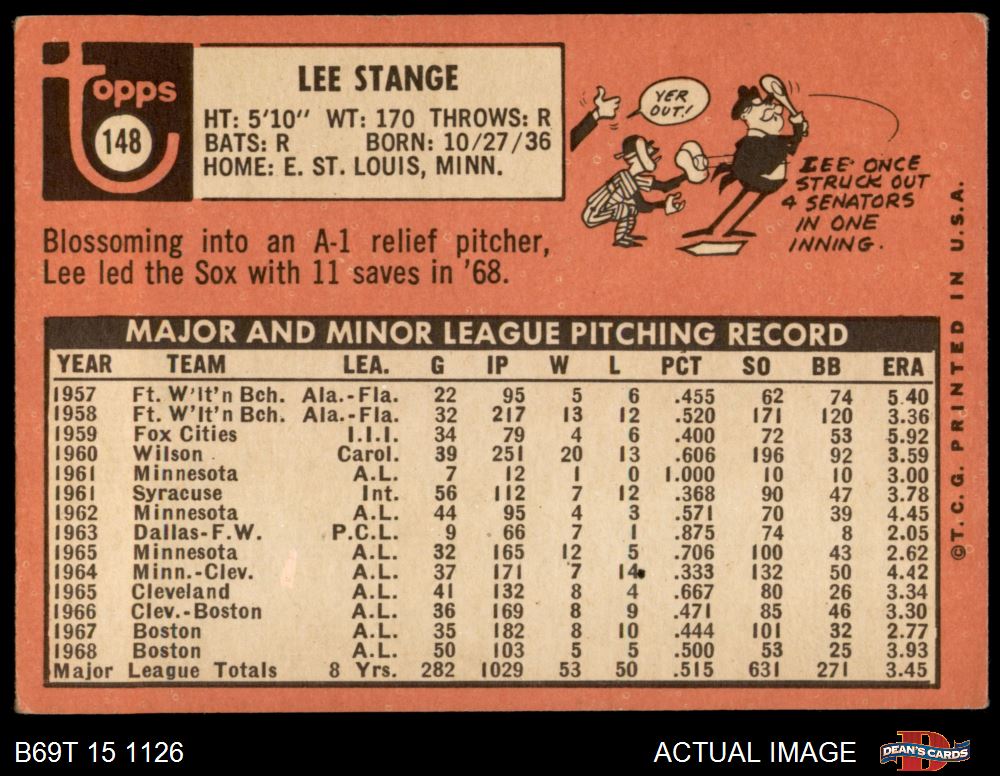 Topps
148
LEE STANGE
HT: 5'10" WT: 170 THROWS: R
BATS: R BORN: 10/27/36
HOME: E. ST. LOUIS, MINN.
YER OUT!
LEE ONCE
STRUCK OUT
4 SENATORS
IN ONE
INNING.
Blossoming into an A-1 relief pitcher,
Lee led the Sox with 11 saves in '68.
MAJOR AND MINOR LEAGUE PITCHING RECORD
YEAR TEAM LEA. G IP W L PCT SO BB ERA
1957 Ft. W'lt'n Bch. Ala.-Fla. 22 95 5 6 .455 62 74 5.40
1958 Ft. W'lt'n Bch. Ala.-Fla. 32 217 13 12 .520 171 120 3.36
1959 Fox Cities I.I.I. 34 79 4 6 .400 72 53 5.92
1960 Wilson Carol. 39 251 20 13 .606 196 92 3.59
1961 Minnesota A.L. 7 12 1 0 1.000 10 10 3.00
1961 Syracuse Int. 56 112 7 12 .368 90 47 3.78
1962 Minnesota A.L. 44 95 4 3 .571 70 39 4.45
1963 Dallas-F.W. P.C.L. 9 66 7 1 .875 74 8 2.05
1965 Minnesota A.L. 32 165 12 5 .706 100 43 2.62
1964 Minn.-Clev. A.L. 37 171 7 14 .333 132 50 4.42
1965 Cleveland A.L. 41 132 8 4 .667 80 26 3.34
1966 Clev.-Boston A.L. 36 169 8 9 .471 85 46 3.30
1967 Boston A.L. 35 182 8 10 .444 101 32 2.77
1968 Boston A.L. 50 103 5 5 .500 53 25 3.93
Major League Totals 8 Yrs. 282 1029 53 50 .515 631 271 3.45
©T. C. G. PRINTED IN U.S.A.
B69T 15 1126
ACTUAL IMAGE
DEAN'S CARDS